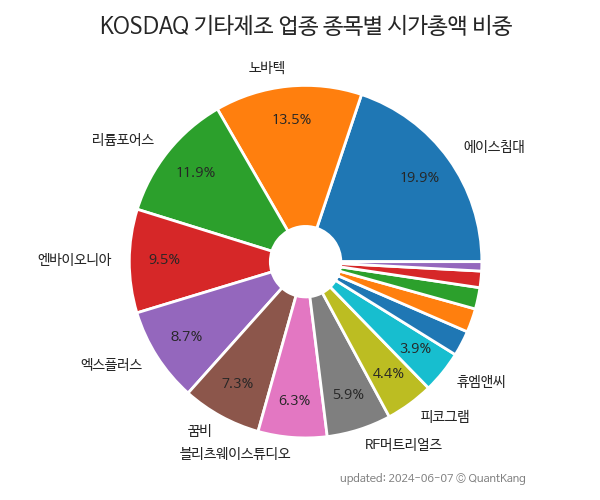 KOSDAQ 기타제조 업종 종목별 시가총액 비중
노바텍
13.5%
리튬포어스
11.9%
에이스침대
19.9%
엔바이오니아
9.5%
엑스플러스
8.7%
꿈비
7.3%
블리츠웨이스튜디오
6.3%
RF머트리얼즈
5.9%
피코그램
4.4%
휴엠앤씨
3.9%
updated: 2024-06-07 © QuantKang